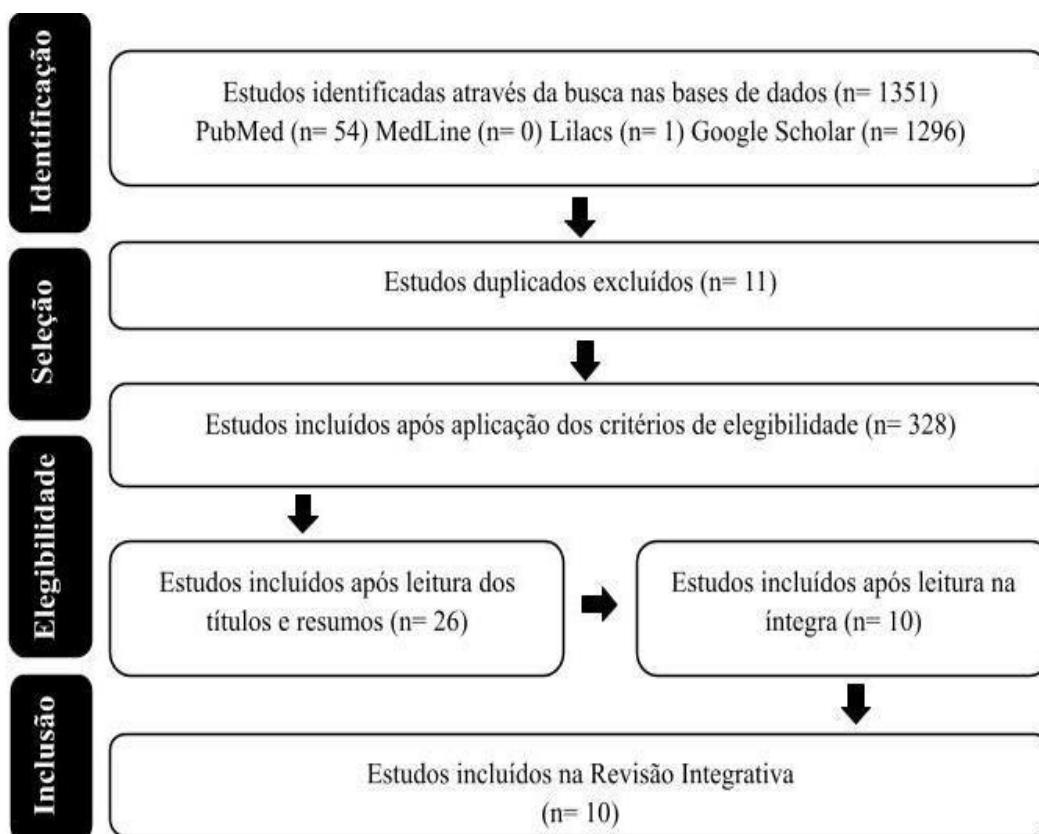 Identificação
Estudos identificadas através da busca nas bases de dados (n= 1351)
PubMed (n= 54) MedLine (n= 0) Lilacs (n= 1) Google Scholar (n= 1296)
Seleção
Estudos duplicados excluídos (n= 11)
Estudos incluídos após aplicação dos critérios de elegibilidade (n= 328)
Elegibilidade
Estudos incluídos após leitura dos
títulos e resumos (n= 26)
Estudos incluídos após leitura na
íntegra (n= 10)
Inclusão
Estudos incluídos na Revisão Integrativa
(n= 10)